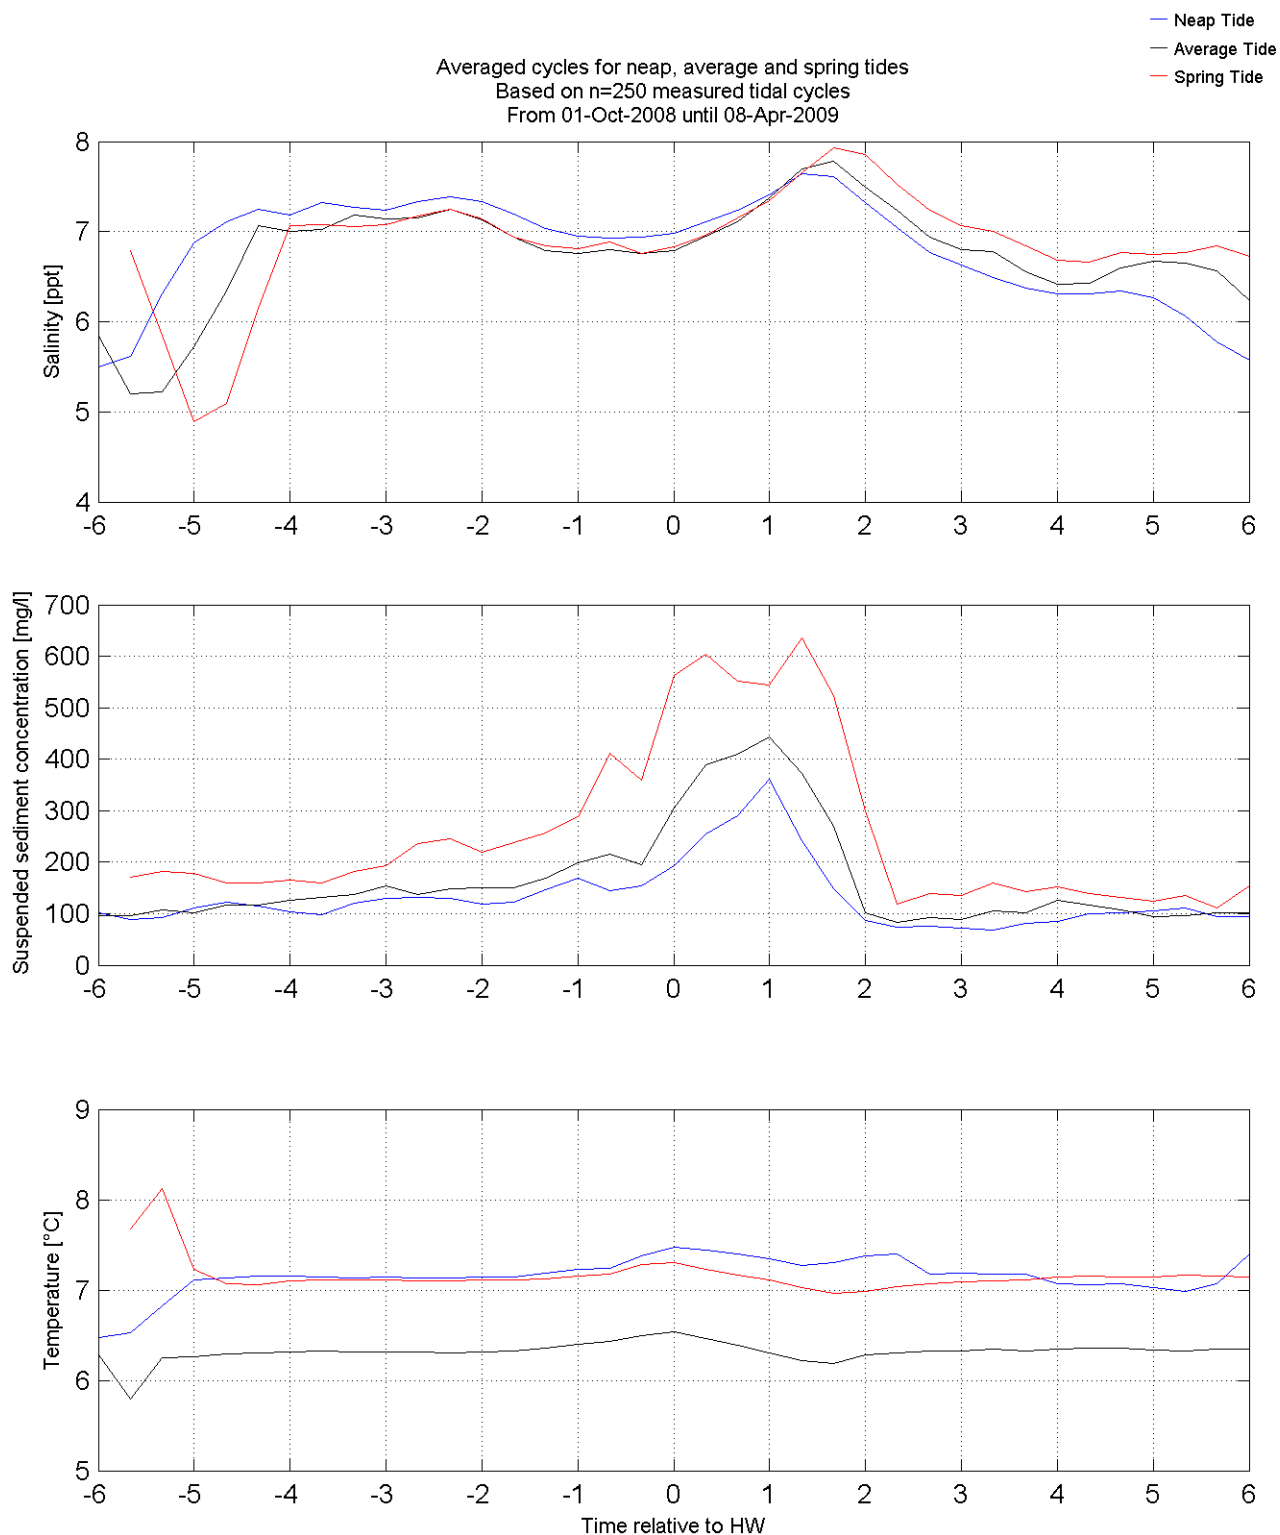 Neap Tide
Average Tide
Spring Tide
Averaged cycles for neap, average and spring tides
Based on n=250 measured tidal cycles
From 01-Oct-2008 until 08-Apr-2009
Salinity [ppt]
8
7
6
5
4
-6 -5 -4 -3 -2 -1 0 1 2 3 4 5 6
Suspended sediment concentration [mg/l]
700
600
500
400
300
200
100
0
-6 -5 -4 -3 -2 -1 0 1 2 3 4 5 6
Temperature [°C]
9
8
7
6
5
-6 -5 -4 -3 -2 -1 0 1 2 3 4 5 6
Time relative to HW